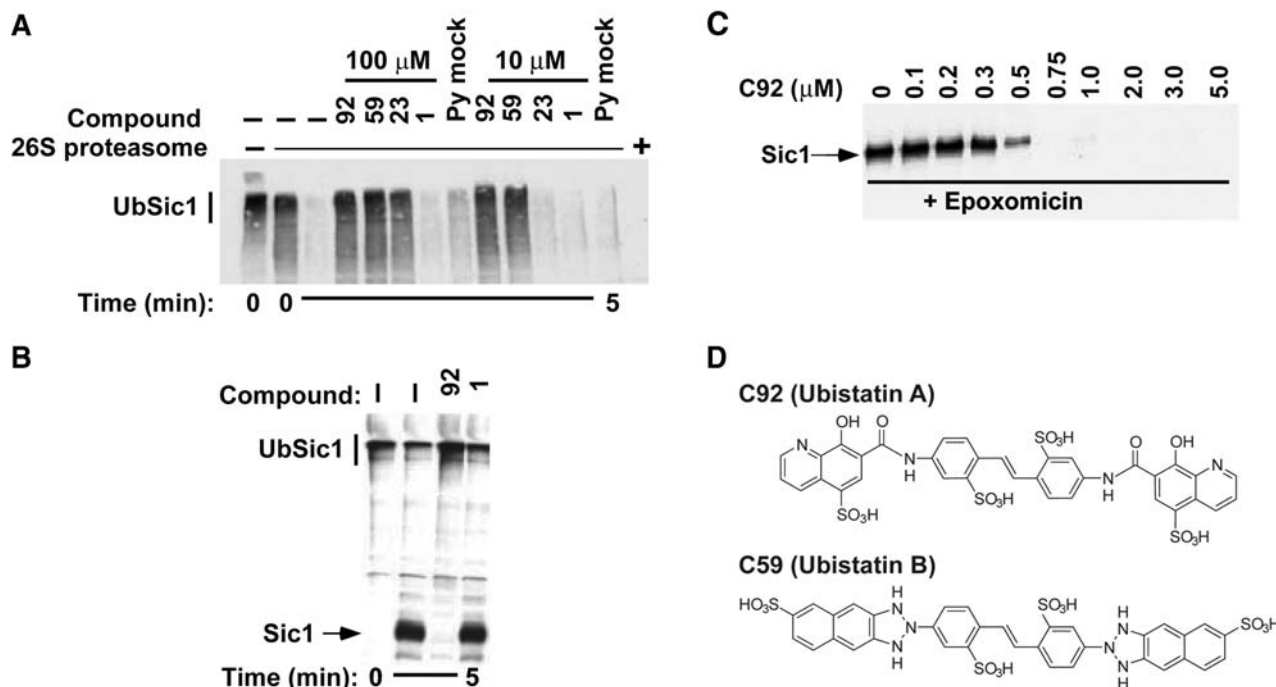 A
100 μM
Py mock
10 μM
Py mock
Compound
– – – 92 59 23 1 92 59 23 1
26S proteasome – +
UbSic1
Time (min): 0 0 5
B
Compound: – – 92 1
UbSic1
Sic1
Time (min): 0 5
C
C92 (μM) 0 0.1 0.2 0.3 0.5 0.75 1.0 2.0 3.0 5.0
Sic1
+ Epoxomicin
D
C92 (Ubistatin A)
N
OH
O
N
H
SO3H
SO3H
SO3H
O
N
H
OH
N
SO3H
C59 (Ubistatin B)
HO3S
H
N
N
N
H
SO3H
SO3H
H
N
N
N
H
SO3H